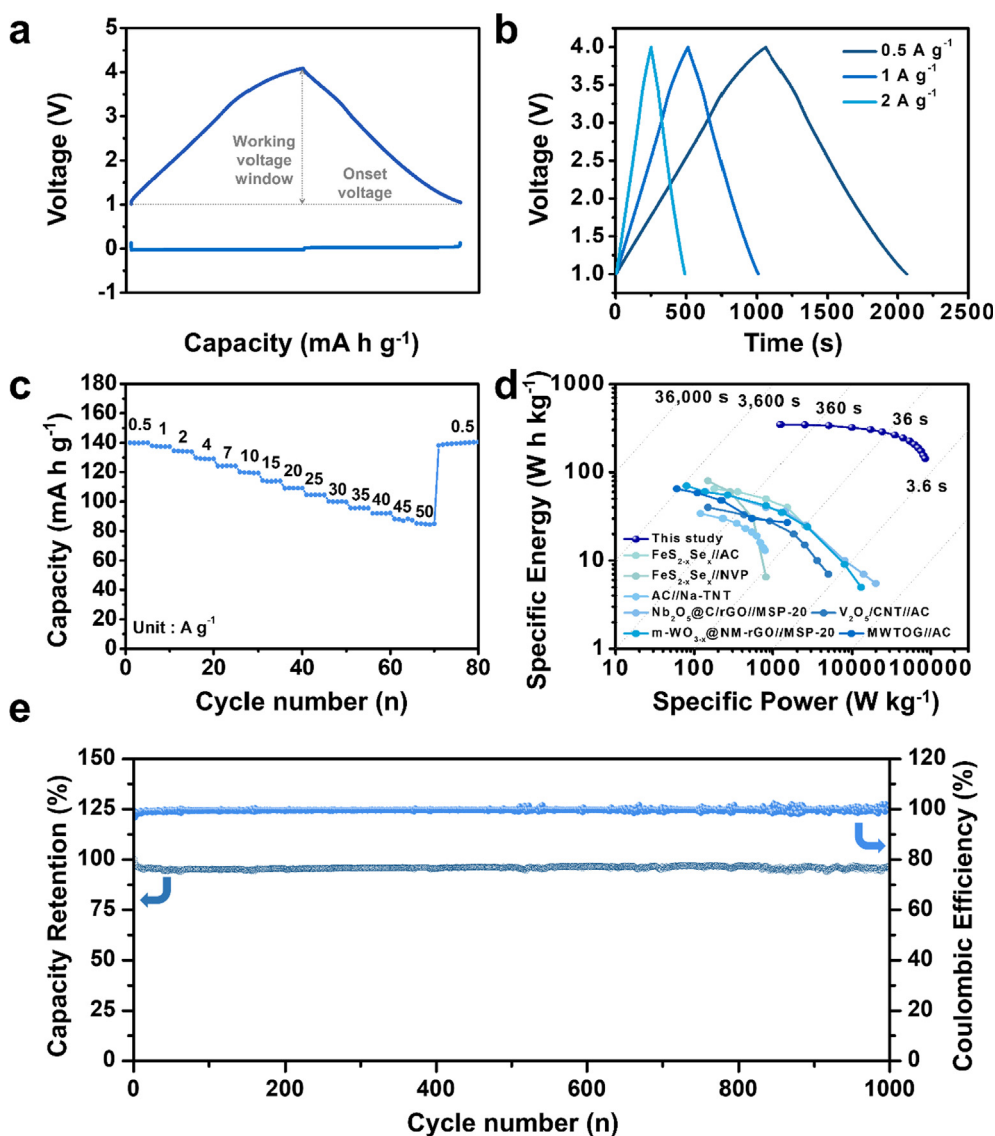 a
5
4
3
2
1
0
-1
Voltage (V)
Working
voltage
window
Onset
voltage
Capacity (mA h g⁻¹)
b
4.0
3.5
3.0
2.5
2.0
1.5
1.0
Voltage (V)
0.5 A g⁻¹
1 A g⁻¹
2 A g⁻¹
0 500 1000 1500 2000 2500
Time (s)
c
180
160
140
120
100
80
60
40
20
0
Capacity (mA h g⁻¹)
0.5 1 2 4 7 10 15 20 25 30 35 40 45 50 0.5
Unit : A g⁻¹
0 20 40 60 80
Cycle number (n)
d
1000
100
10
1
Specific Energy (W h kg⁻¹)
36,000 s 3,600 s 360 s 36 s
3.6 s
This study
FeS₂₋ₓSeₓ//AC
FeS₂₋ₓSeₓ//NVP
AC//Na-TNT
Nb₂O₅@C/rGO//MSP-20 V₂O₅/CNT//AC
m-WO₃₋ₓ@NM-rGO//MSP-20 MWTOG//AC
10 100 1000 10000 100000
Specific Power (W kg⁻¹)
e
150
125
100
75
50
25
0
Capacity Retention (%)
120
100
80
60
40
20
0
Coulombic Efficiency (%)
0 200 400 600 800 1000
Cycle number (n)